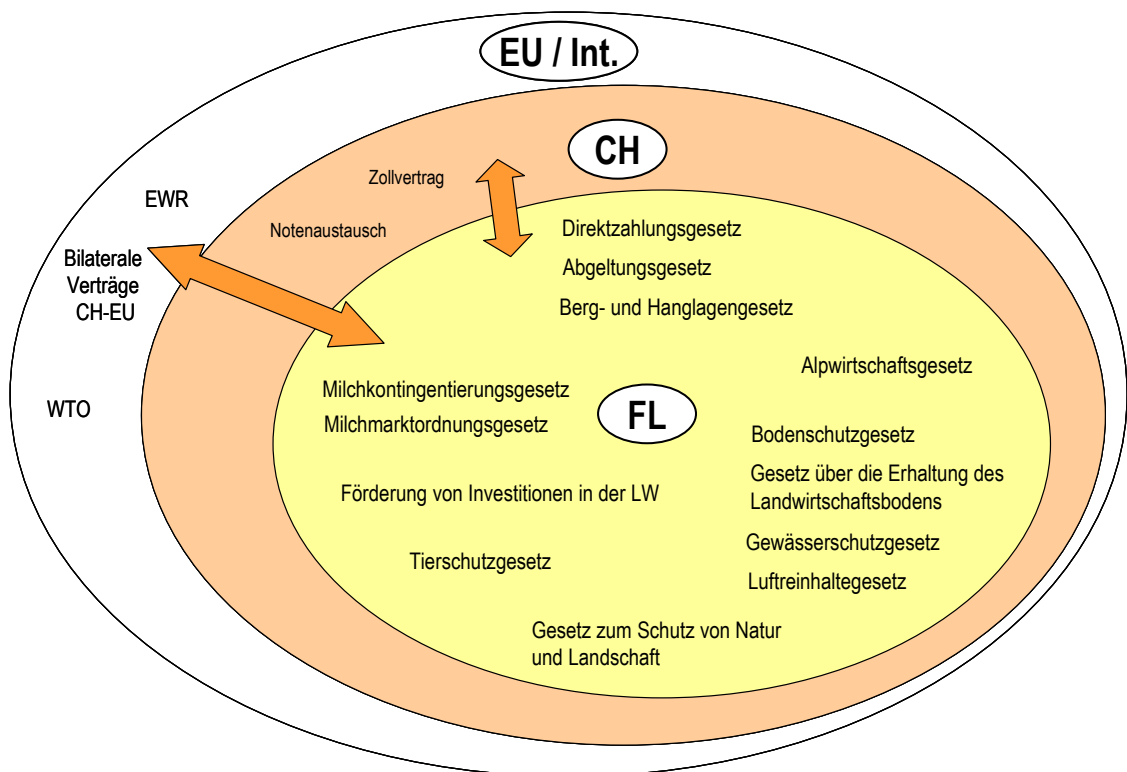 EU / Int.
CH
Zollvertrag
EWR
Notenaustausch
Bilaterale
Verträge
CH-EU
WTO
Direktzahlungsgesetz
Abgeltungsgesetz
Berg- und Hanglagengesetz
Alpwirtschaftsgesetz
Milchkontingentierungsgesetz
Milchmarktordnungsgesetz
FL
Bodenschutzgesetz
Gesetz über die Erhaltung des
Landwirtschaftsbodens
Förderung von Investitionen in der LW
Gewässerschutzgesetz
Tierschutzgesetz
Luftreinhaltegesetz
Gesetz zum Schutz von Natur
und Landschaft